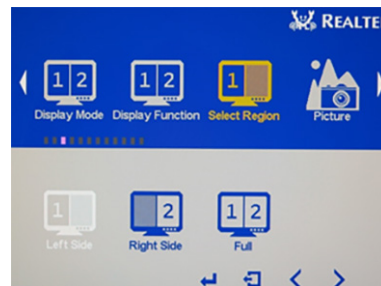 REALTE
1 2
1 2
1
Display Mode
Display Function
Select Region
Picture
1
2
1 2
Left Side
Right Side
Full